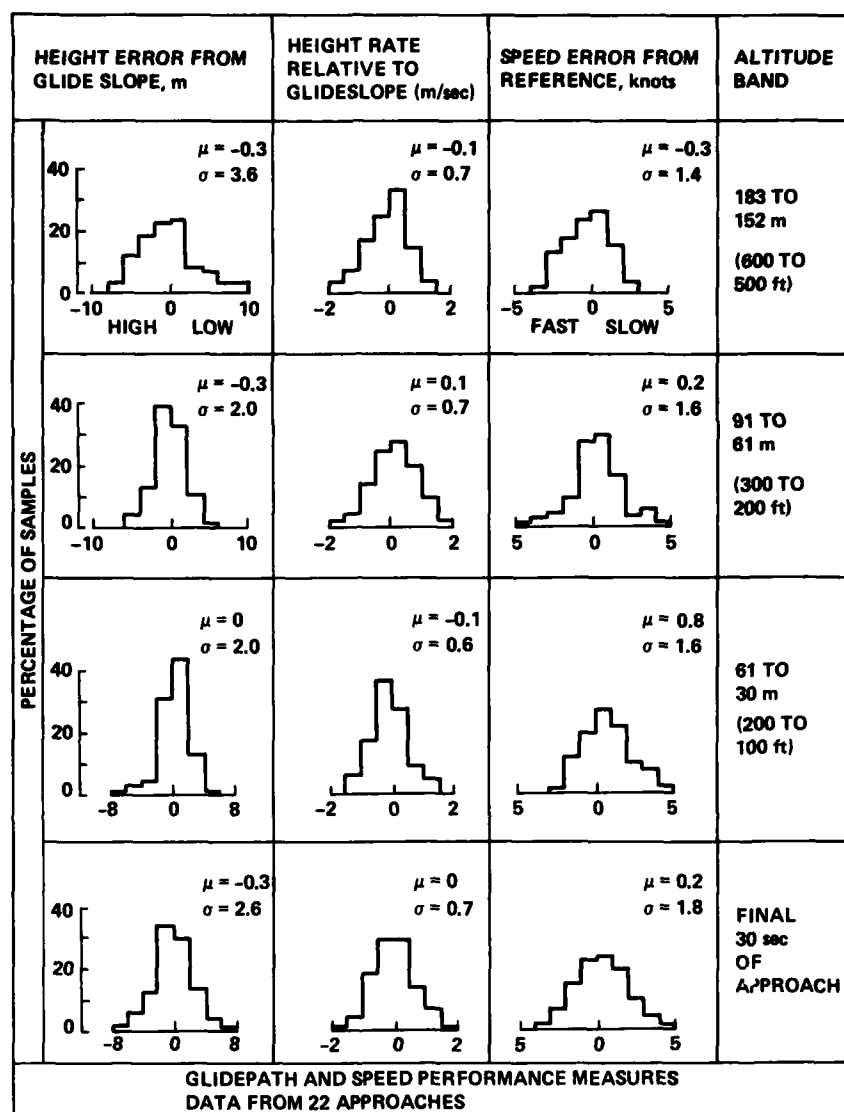 HEIGHT ERROR FROM
GLIDE SLOPE, m
HEIGHT RATE
RELATIVE TO
GLIDESLOPE (m/sec)
SPEED ERROR FROM
REFERENCE, knots
ALTITUDE
BAND
PERCENTAGE OF SAMPLES
μ = -0.3
σ = 3.6
40
20
0
-10 0 10
HIGH LOW
μ = -0.1
σ = 0.7
-2 0 2
μ = -0.3
σ = 1.4
-5 0 5
FAST SLOW
183 TO
152 m
(600 TO
500 ft)
μ = -0.3
σ = 2.0
40
20
0
-10 0 10
μ = 0.1
σ = 0.7
-2 0 2
μ = 0.2
σ = 1.6
5 0 5
91 TO
61 m
(300 TO
200 ft)
μ = 0
σ = 2.0
40
20
0
-8 0 8
μ = -0.1
σ = 0.6
-2 0 2
μ = 0.8
σ = 1.6
5 0 5
61 TO
30 m
(200 TO
100 ft)
μ = -0.3
σ = 2.6
40
20
0
-8 0 8
μ = 0
σ = 0.7
-2 0 2
μ = 0.2
σ = 1.8
5 0 5
FINAL
30 sec
OF
APPROACH
GLIDEPATH AND SPEED PERFORMANCE MEASURES
DATA FROM 22 APPROACHES